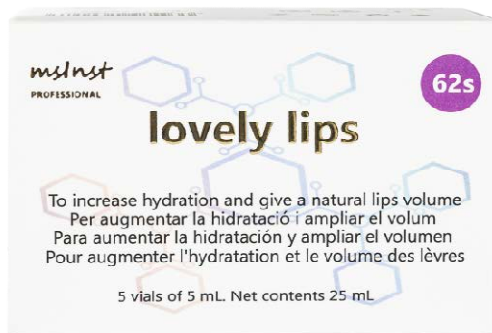 mslnst
PROFESSIONAL
62s
lovely lips
To increase hydration and give a natural lips volume
Per augmentar la hidratació i ampliar el volum
Para aumentar la hidratación y ampliar el volumen
Pour augmenter l'hydratation et le volume des lèvres
5 vials of 5 mL. Net contents 25 mL